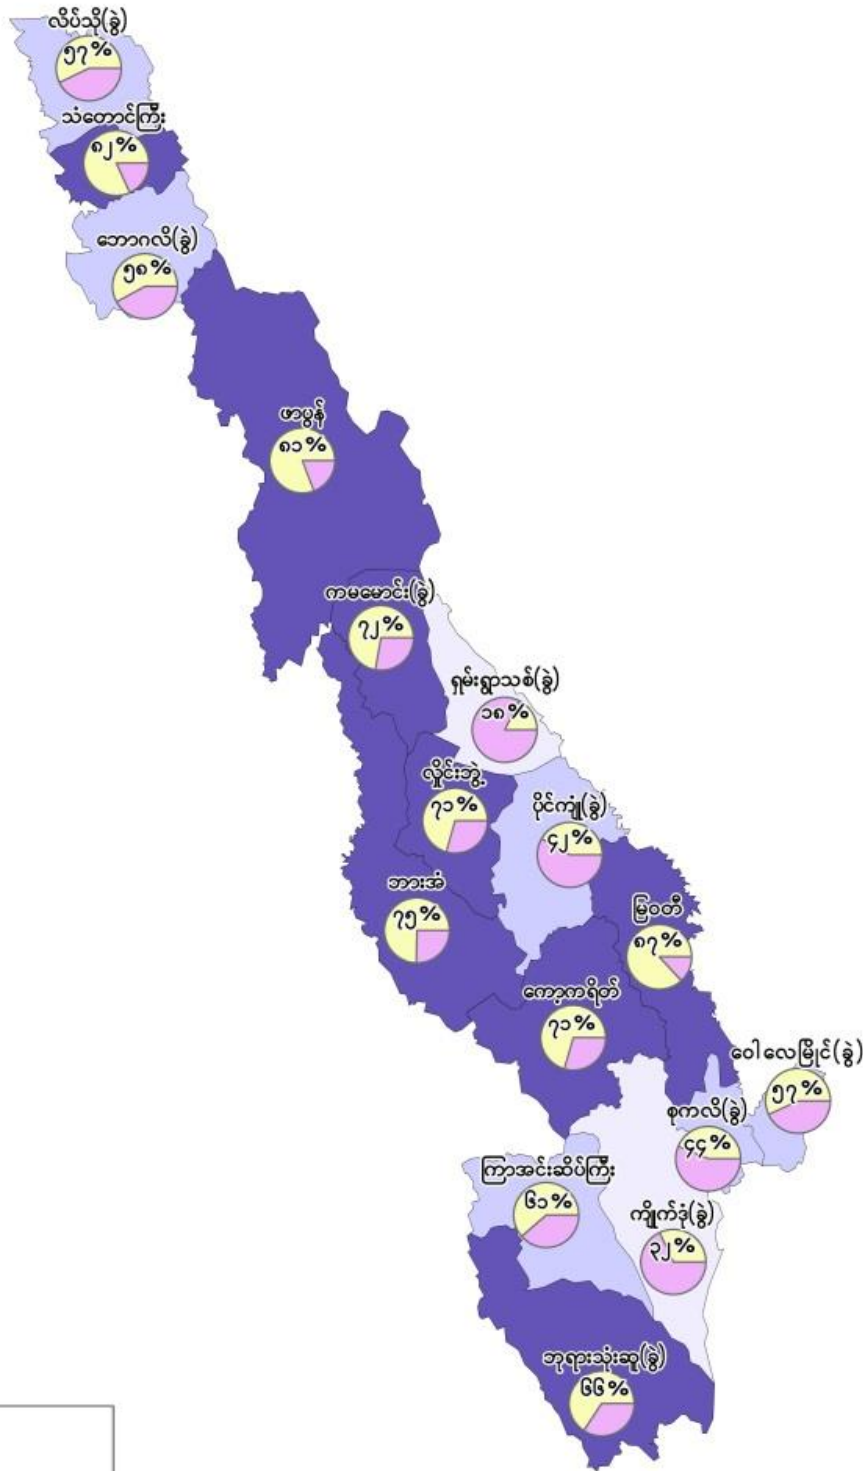 လိပ်သို(ခွဲ)
၅၇%
သံတောင်ကြီး
၈၂%
ဘောဂလိ(ခွဲ)
၅၈%
ဖာပွန်
၈၁%
ကမမောင်း(ခွဲ)
၇၂%
ရှမ်းရွာသစ်(ခွဲ)
၁၈%
လှိုင်းဘွဲ့
၇၁%
ပိုင်ကျုံ(ခွဲ)
၄၂%
ဘားအံ
၇၅%
မြဝတီ
၈၇%
ကော့ကရိတ်
၇၁%
ဝေါလေမြိုင်(ခွဲ)
၅၇%
စုကလိ(ခွဲ)
၄၄%
ကြာအင်းဆိပ်ကြီး
၆၁%
ကျိုက်ဒုံ(ခွဲ)
၃၂%
ဘုရားသုံးဆူ(ခွဲ)
၆၆%